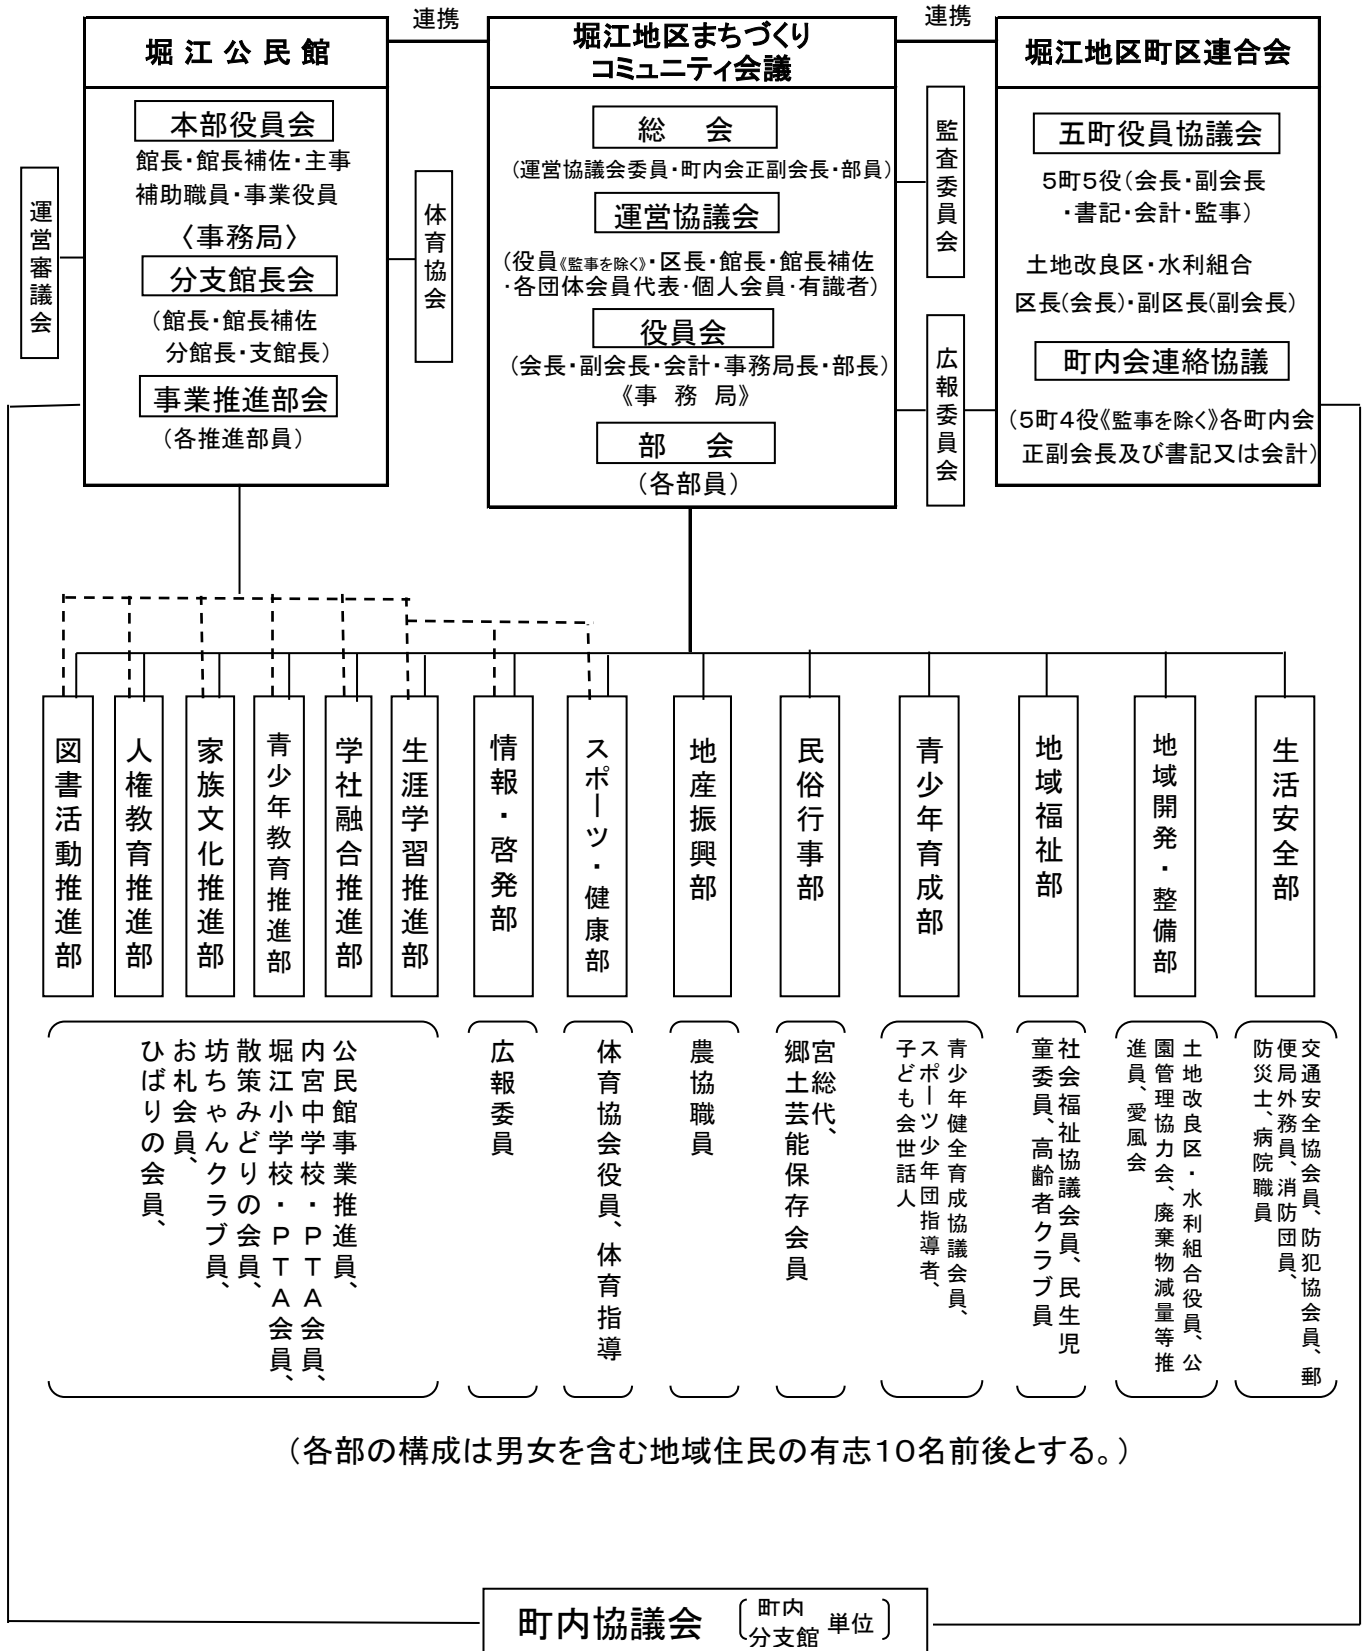 連携
連携
堀江公民館
堀江地区まちづくり
コミュニティ会議
堀江地区町区連合会
本部役員会
館長・館長補佐・主事
補助職員・事業役員
〈事務局〉
分支館長会
(館長・館長補佐
分館長・支館長)
事業推進部会
(各推進部員)
運営審議会
体育協会
総　会
(運営協議会委員・町内会正副会長・部員)
運営協議会
(役員《監事を除く》・区長・館長・館長補佐
・各団体会員代表・個人会員・有識者)
役員会
(会長・副会長・会計・事務局長・部長)
《事　務　局》
部　会
(各部員)
監査委員会
広報委員会
五町役員協議会
5町5役(会長・副会長
・書記・会計・監事)
土地改良区・水利組合
区長(会長)・副区長(副会長)
町内会連絡協議
(5町4役《監事を除く》各町内会
正副会長及び書記又は会計)
図書活動推進部
人権教育推進部
家族文化推進部
青少年教育推進部
学社融合推進部
生涯学習推進部
情報・啓発部
スポーツ・健康部
地産振興部
民俗行事部
青少年育成部
地域福祉部
地域開発・整備部
生活安全部
公民館事業推進員、
内宮中学校・PTA会員、
堀江小学校・PTA会員、
散策みどりの会員、
坊ちゃんクラブ員、
お札会員、
ひばりの会員、
広報委員
体育協会役員、体育指導
農協職員
宮総代、
郷土芸能保存会員
青少年健全育成協議会員、
スポーツ少年団指導者、
子ども会世話人
社会福祉協議会員、民生児
童委員、高齢者クラブ員
土地改良区・水利組合役員、公
園管理協力会、廃棄物減量等推
進員、愛風会
交通安全協会員、防犯協会員、郵
便局外務員、消防団員、
防災士、病院職員
(各部の構成は男女を含む地域住民の有志10名前後とする。)
町内協議会
町内
分支館
単位